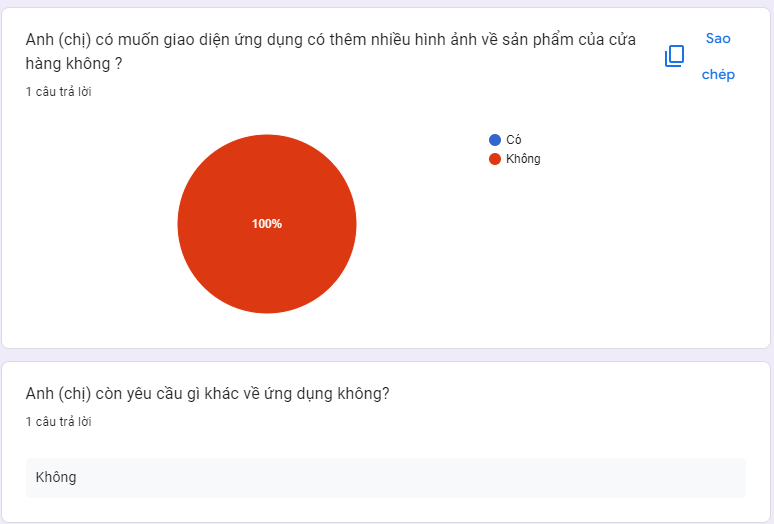 Anh (chị) có muốn giao diện ứng dụng có thêm nhiều hình ảnh về sản phẩm của cửa
hàng không ?
Sao
chép
1 câu trả lời
Có
Không
100%
Anh (chị) còn yêu cầu gì khác về ứng dụng không?
1 câu trả lời
Không